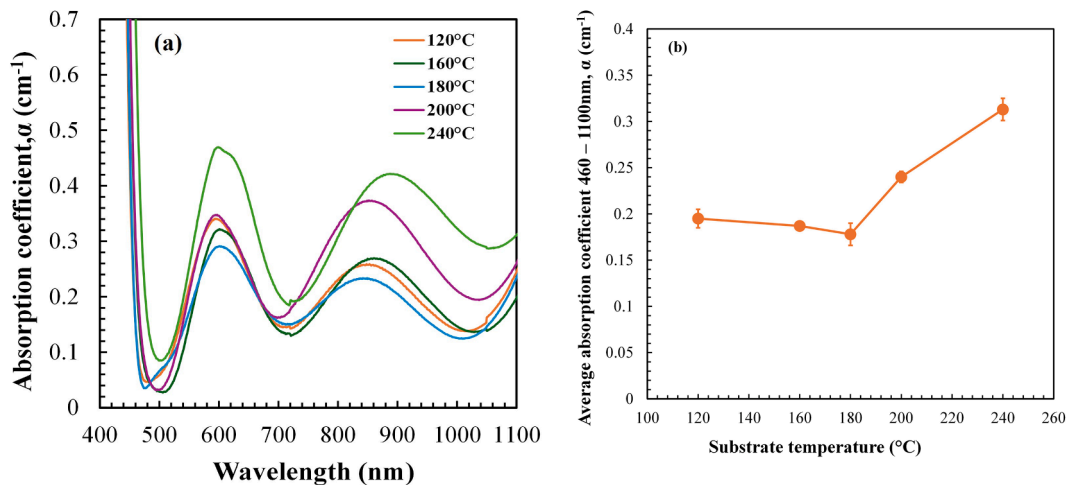 (a)
120°C
160°C
180°C
200°C
240°C
Absorption coefficient,α (cm⁻¹)
0.7
0.6
0.5
0.4
0.3
0.2
0.1
0
400 500 600 700 800 900 1000 1100
Wavelength (nm)
(b)
Average absorption coefficient 460 – 1100nm, α (cm⁻¹)
0.4
0.35
0.3
0.25
0.2
0.15
0.1
0.05
0
100 120 140 160 180 200 220 240 260
Substrate temperature (°C)